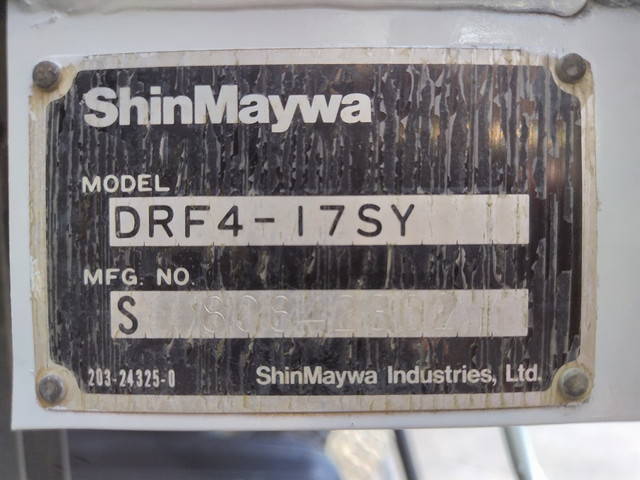 ShinMaywa
MODEL
DRF4-17SY
MFG. NO.
S
203-24325-0
ShinMaywa Industries, Ltd.